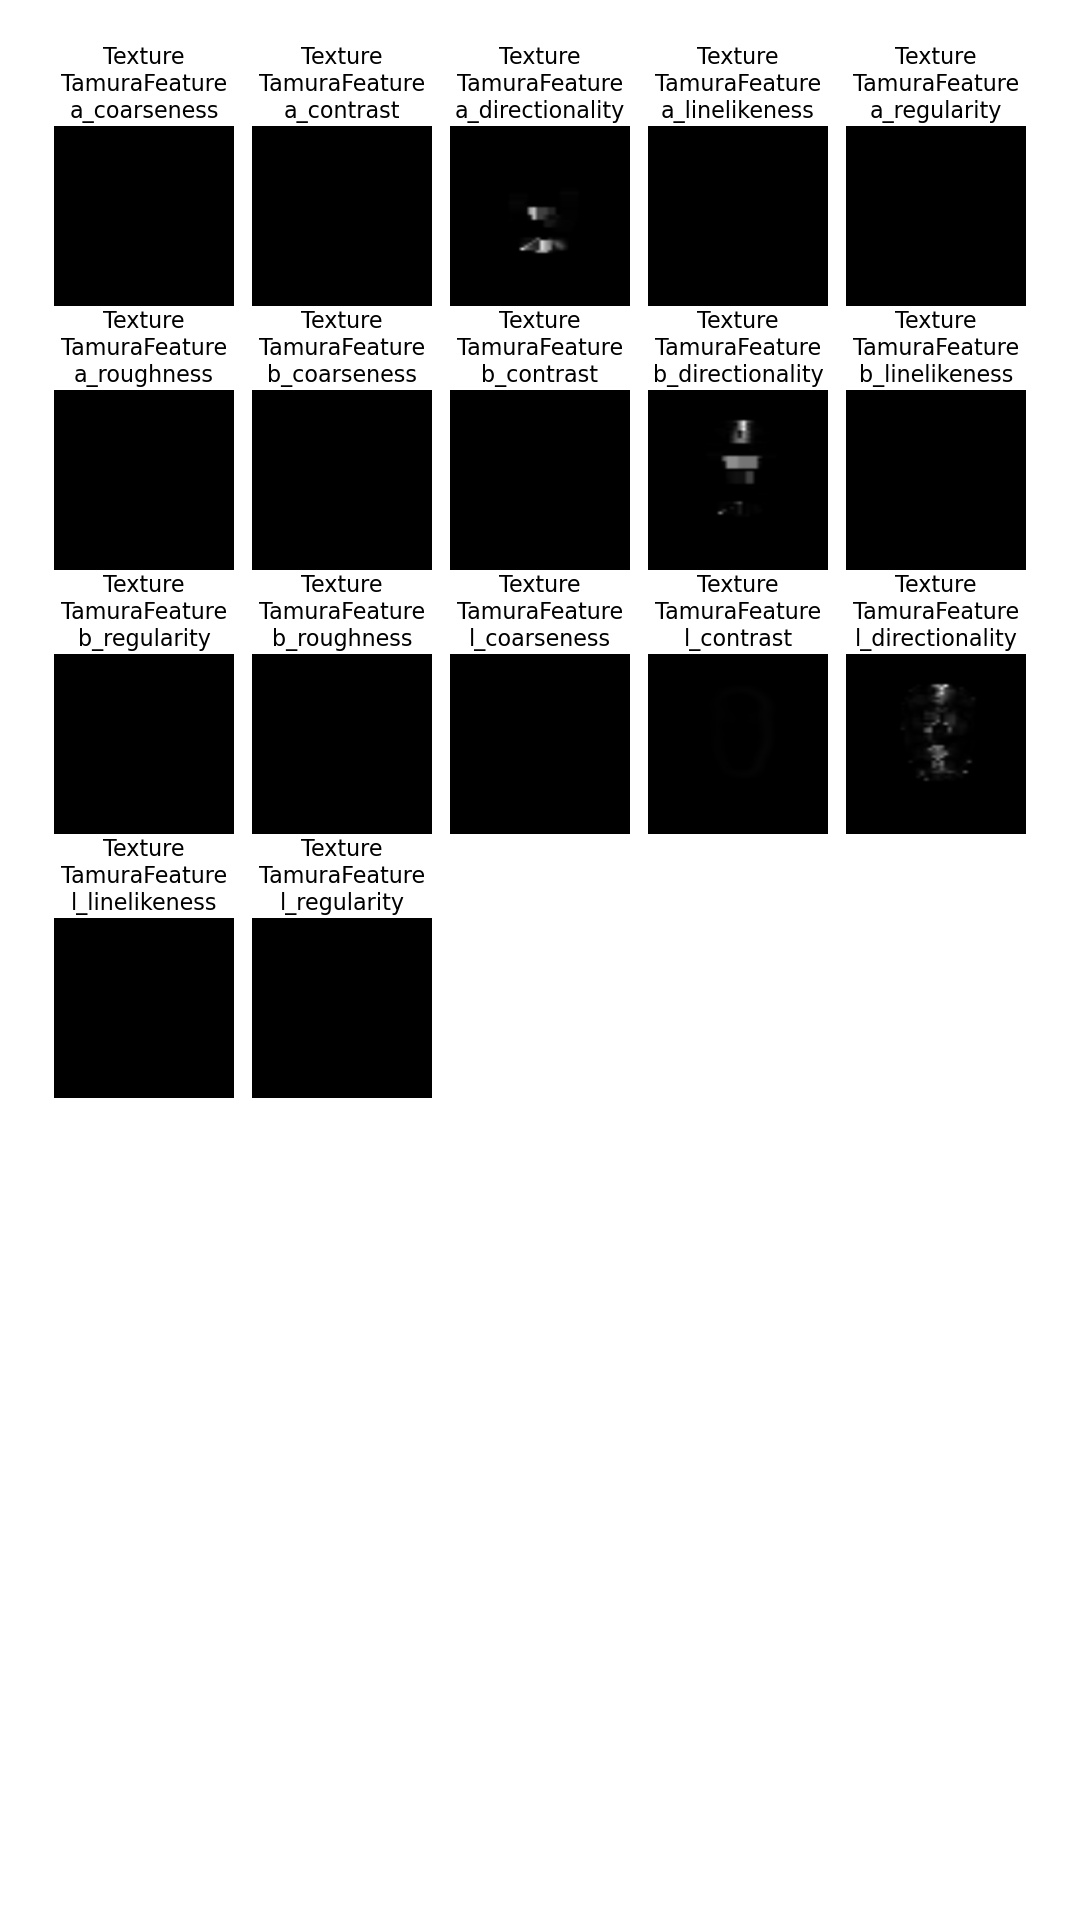 Texture
TamuraFeature
a_coarseness
Texture
TamuraFeature
a_contrast
Texture
TamuraFeature
a_directionality
Texture
TamuraFeature
a_linelikeness
Texture
TamuraFeature
a_regularity
Texture
TamuraFeature
a_roughness
Texture
TamuraFeature
b_coarseness
Texture
TamuraFeature
b_contrast
Texture
TamuraFeature
b_directionality
Texture
TamuraFeature
b_linelikeness
Texture
TamuraFeature
b_regularity
Texture
TamuraFeature
b_roughness
Texture
TamuraFeature
l_coarseness
Texture
TamuraFeature
l_contrast
Texture
TamuraFeature
l_directionality
Texture
TamuraFeature
l_linelikeness
Texture
TamuraFeature
l_regularity